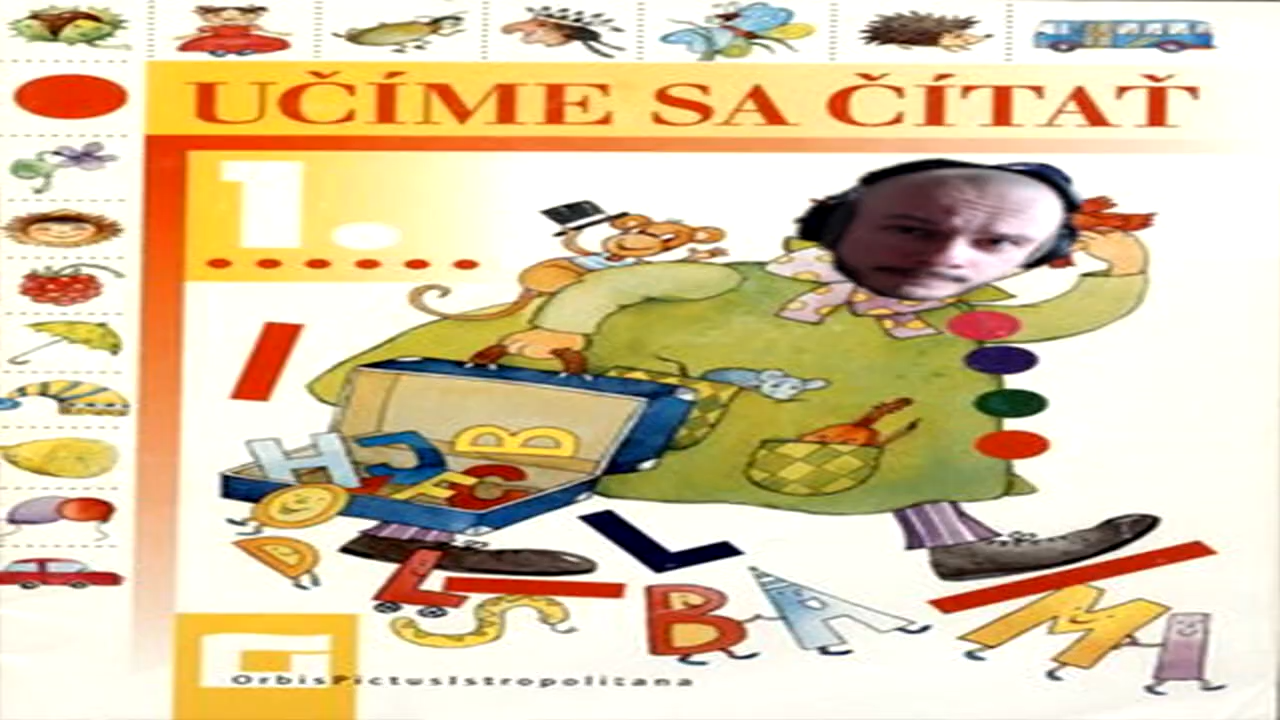 UČÍME SA ČÍTAŤ
1.
H J B
A C
D L S B A M I
OrbisPictusIstropolitana